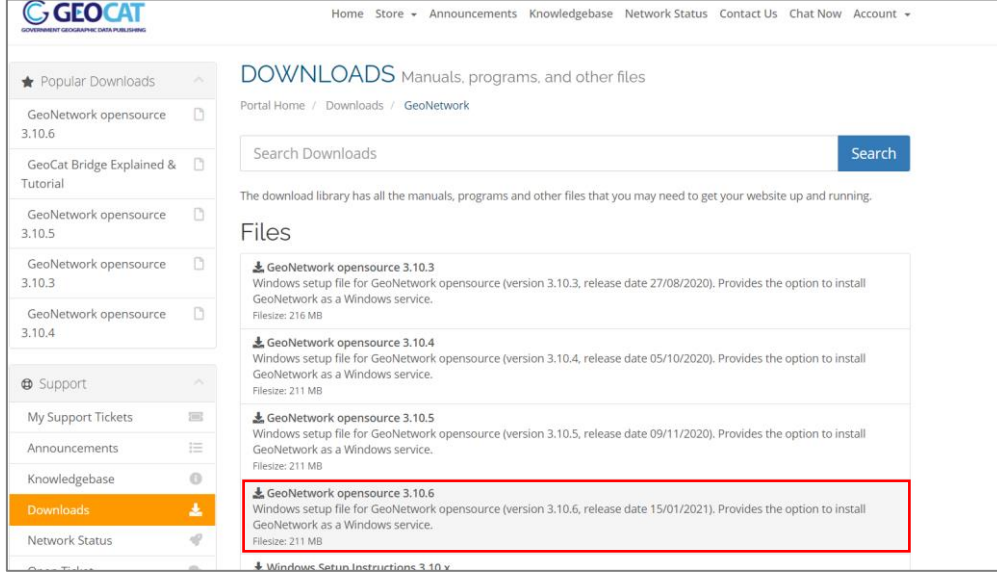 GEOCAT
GOVERNMENT GEOGRAPHIC DATA PUBLISHING
Home Store Announcements Knowledgebase Network Status Contact Us Chat Now Account
Popular Downloads
GeoNetwork opensource
3.10.6
GeoCat Bridge Explained &
Tutorial
GeoNetwork opensource
3.10.5
GeoNetwork opensource
3.10.3
GeoNetwork opensource
3.10.4
Support
My Support Tickets
Announcements
Knowledgebase
Downloads
Network Status
Open Ticket
DOWNLOADS Manuals, programs, and other files
Portal Home / Downloads / GeoNetwork
Search Downloads
Search
The download library has all the manuals, programs and other files that you may need to get your website up and running.
Files
GeoNetwork opensource 3.10.3
Windows setup file for GeoNetwork opensource (version 3.10.3, release date 27/08/2020). Provides the option to install
GeoNetwork as a Windows service.
Filesize: 216 MB
GeoNetwork opensource 3.10.4
Windows setup file for GeoNetwork opensource (version 3.10.4, release date 05/10/2020). Provides the option to install
GeoNetwork as a Windows service.
Filesize: 211 MB
GeoNetwork opensource 3.10.5
Windows setup file for GeoNetwork opensource (version 3.10.5, release date 09/11/2020). Provides the option to install
GeoNetwork as a Windows service.
Filesize: 211 MB
GeoNetwork opensource 3.10.6
Windows setup file for GeoNetwork opensource (version 3.10.6, release date 15/01/2021). Provides the option to install
GeoNetwork as a Windows service.
Filesize: 211 MB
Windows Setup Instructions 3.10.x